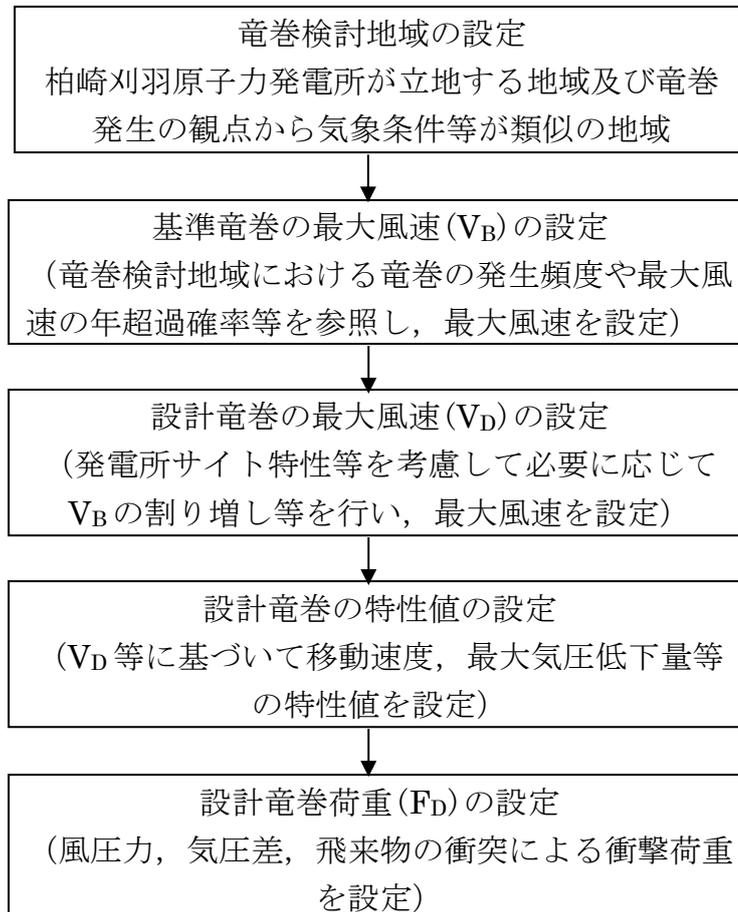 竜巻検討地域の設定
柏崎刈羽原子力発電所が立地する地域及び竜巻
発生の観点から気象条件等が類似の地域
基準竜巻の最大風速(VB)の設定
（竜巻検討地域における竜巻の発生頻度や最大風
速の年超過確率等を参照し，最大風速を設定）
設計竜巻の最大風速(VD)の設定
（発電所サイト特性等を考慮して必要に応じて
VBの割り増し等を行い，最大風速を設定）
設計竜巻の特性値の設定
（VD等に基づいて移動速度，最大気圧低下量等
の特性値を設定）
設計竜巻荷重(FD)の設定
（風圧力，気圧差，飛来物の衝突による衝撃荷重
を設定）